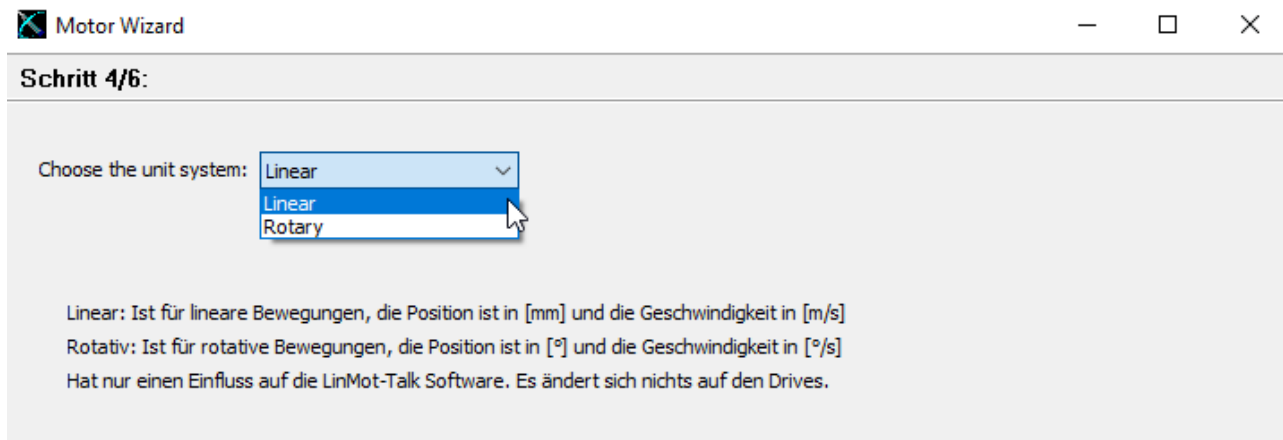 Motor Wizard
Schritt 4/6:
Choose the unit system: Linear
Linear
Rotary
Linear: Ist für lineare Bewegungen, die Position ist in [mm] und die Geschwindigkeit in [m/s]
Rotativ: Ist für rotative Bewegungen, die Position ist in [°] und die Geschwindigkeit in [°/s]
Hat nur einen Einfluss auf die LinMot-Talk Software. Es ändert sich nichts auf den Drives.